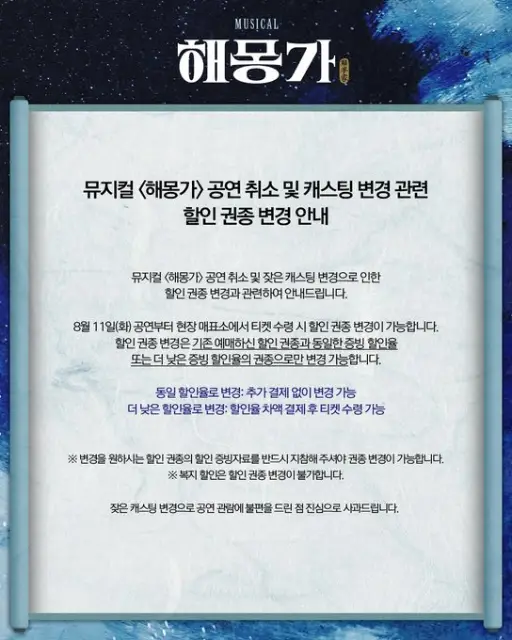 MUSICAL
해몽가
뮤지컬 〈해몽가〉 공연 취소 및 캐스팅 변경 관련
할인 권종 변경 안내
뮤지컬 〈해몽가〉 공연 취소 및 잦은 캐스팅 변경으로 인한
할인 권종 변경과 관련하여 안내드립니다.
8월 11일(화) 공연부터 현장 매표소에서 티켓 수령 시 할인 권종 변경이 가능합니다.
할인 권종 변경은 기존 예매하신 할인 권종과 동일한 증빙 할인율
또는 더 낮은 증빙 할인율의 권종으로만 변경 가능합니다.
동일 할인율로 변경: 추가 결제 없이 변경 가능
더 낮은 할인율로 변경: 할인율 차액 결제 후 티켓 수령 가능
※ 변경을 원하시는 할인 권종의 할인 증빙자료를 반드시 지참해 주셔야 권종 변경이 가능합니다.
※ 복지 할인은 할인 권종 변경이 불가합니다.
잦은 캐스팅 변경으로 공연 관람에 불편을 드린 점 진심으로 사과드립니다.